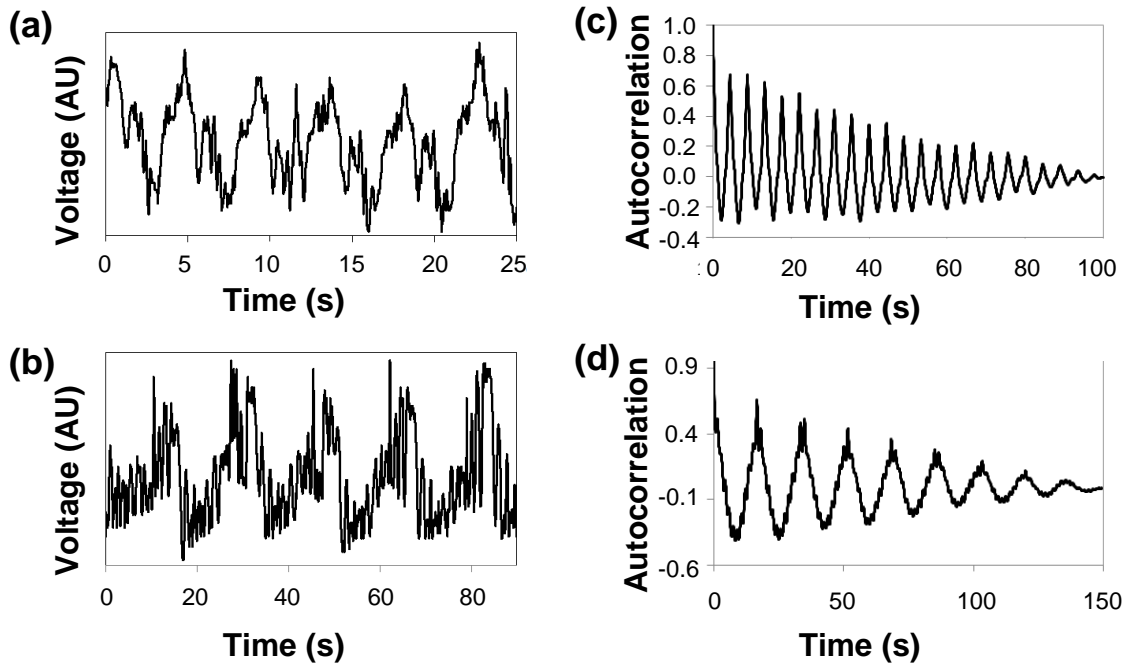 (a)
Voltage (AU)
0 5 10 15 20 25
Time (s)
(c)
Autocorrelation
1.0
0.8
0.6
0.4
0.2
0.0
-0.2
-0.4
0 20 40 60 80 100
Time (s)
(b)
Voltage (AU)
0 20 40 60 80
Time (s)
(d)
Autocorrelation
0.9
0.4
-0.1
-0.6
0 50 100 150
Time (s)